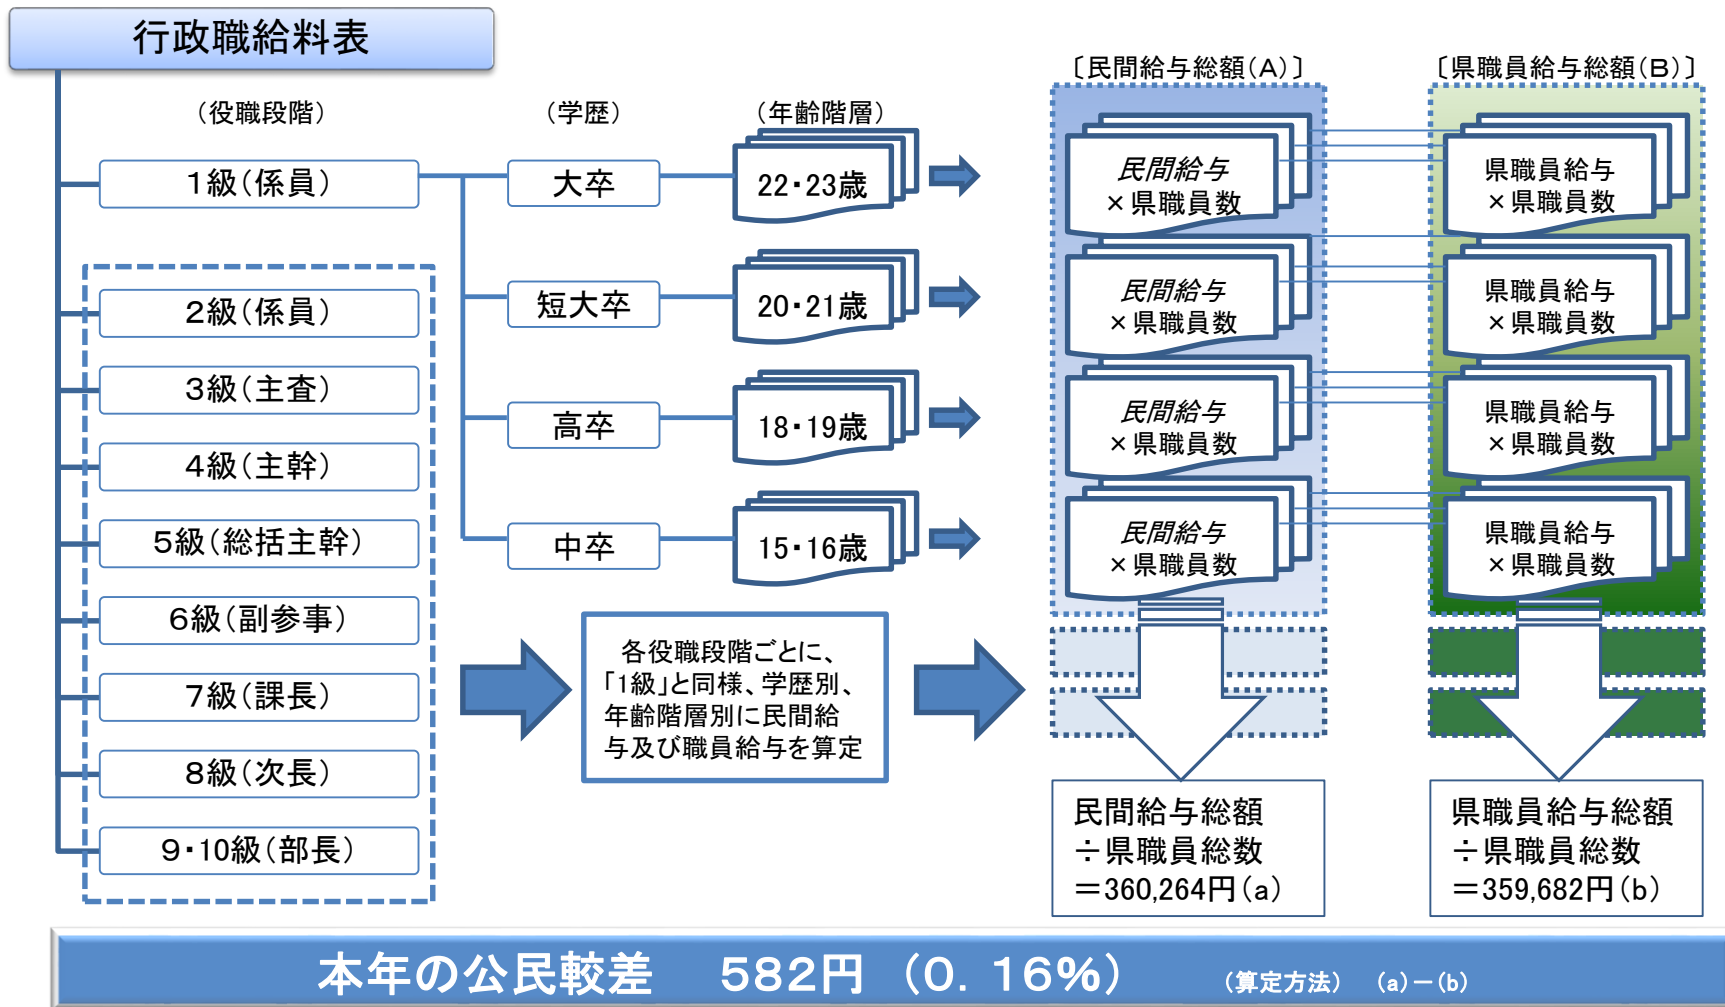 行政職給料表
〔民間給与総額（A）〕
〔県職員給与総額（B）〕
（役職段階）
（学歴）
（年齢階層）
1級（係員）
大卒
22・23歳
民間給与
×県職員数
県職員給与
×県職員数
2級（係員）
短大卒
20・21歳
民間給与
×県職員数
県職員給与
×県職員数
3級（主査）
高卒
18・19歳
民間給与
×県職員数
県職員給与
×県職員数
4級（主幹）
5級（総括主幹）
中卒
15・16歳
民間給与
×県職員数
県職員給与
×県職員数
6級（副参事）
7級（課長）
8級（次長）
9・10級（部長）
各役職段階ごとに、
「1級」と同様、学歴別、
年齢階層別に民間給
与及び職員給与を算定
民間給与総額
÷県職員総数
＝360,264円（a）
県職員給与総額
÷県職員総数
＝359,682円（b）
本年の公民較差　582円（0.16%）　（算定方法）　（a）－（b）